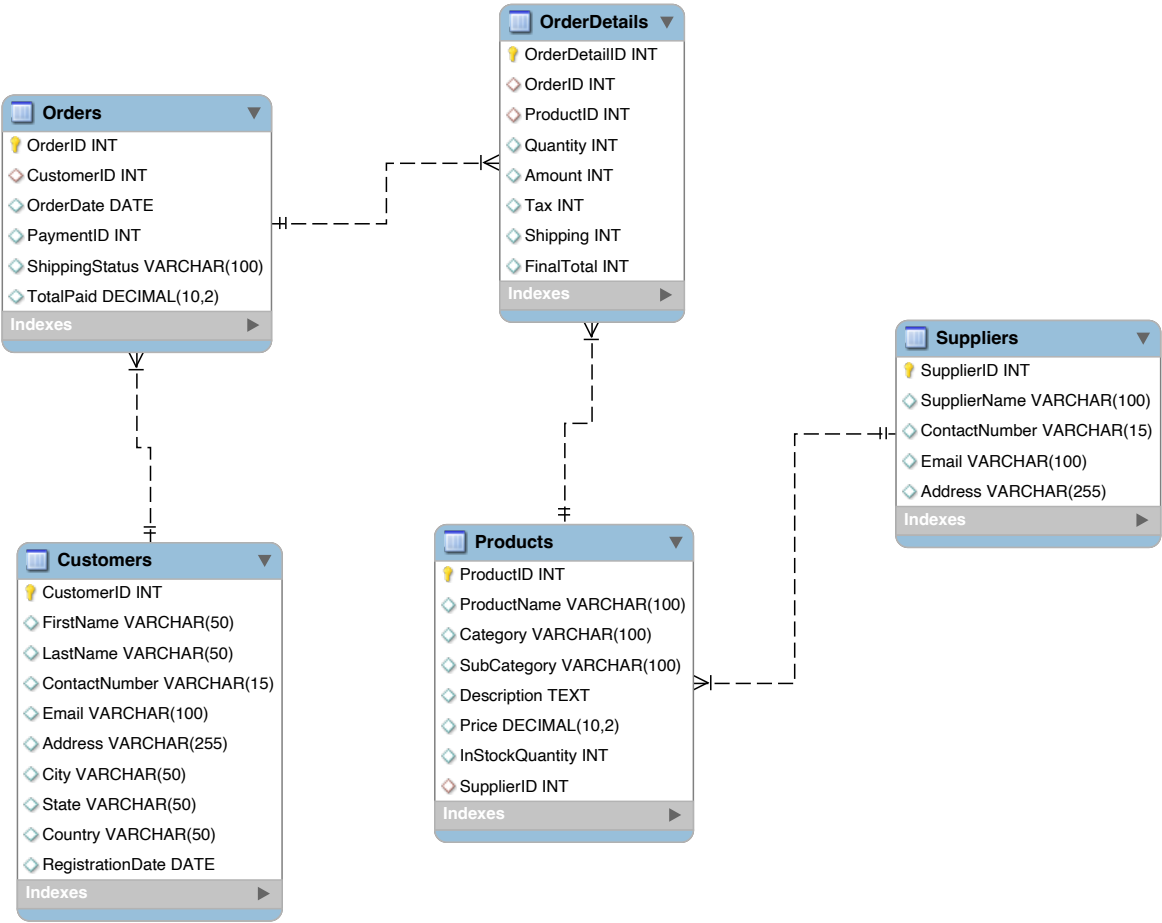 OrderDetails
OrderDetailID INT
OrderID INT
ProductID INT
Quantity INT
Amount INT
Tax INT
Shipping INT
FinalTotal INT
Indexes
Orders
OrderID INT
CustomerID INT
OrderDate DATE
PaymentID INT
ShippingStatus VARCHAR(100)
TotalPaid DECIMAL(10,2)
Indexes
Suppliers
SupplierID INT
SupplierName VARCHAR(100)
ContactNumber VARCHAR(15)
Email VARCHAR(100)
Address VARCHAR(255)
Indexes
Customers
CustomerID INT
FirstName VARCHAR(50)
LastName VARCHAR(50)
ContactNumber VARCHAR(15)
Email VARCHAR(100)
Address VARCHAR(255)
City VARCHAR(50)
State VARCHAR(50)
Country VARCHAR(50)
RegistrationDate DATE
Indexes
Products
ProductID INT
ProductName VARCHAR(100)
Category VARCHAR(100)
SubCategory VARCHAR(100)
Description TEXT
Price DECIMAL(10,2)
InStockQuantity INT
SupplierID INT
Indexes